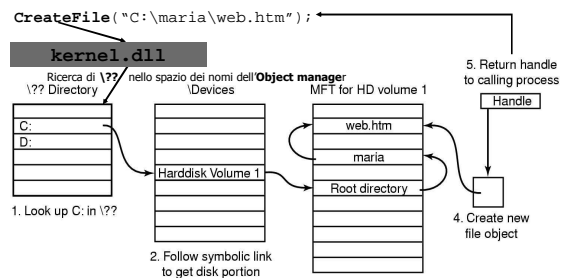 CreateFile("C:\maria\web.htm");
kernel.dll
Ricerca di \?? nello spazio dei nomi dell'Object manager
\?? Directory
\Devices
MFT for HD volume 1
5. Return handle
to calling process
Handle
C:
D:
Harddisk Volume 1
web.htm
maria
Root directory
1. Look up C: in \??
2. Follow symbolic link
to get disk portion
4. Create new
file object